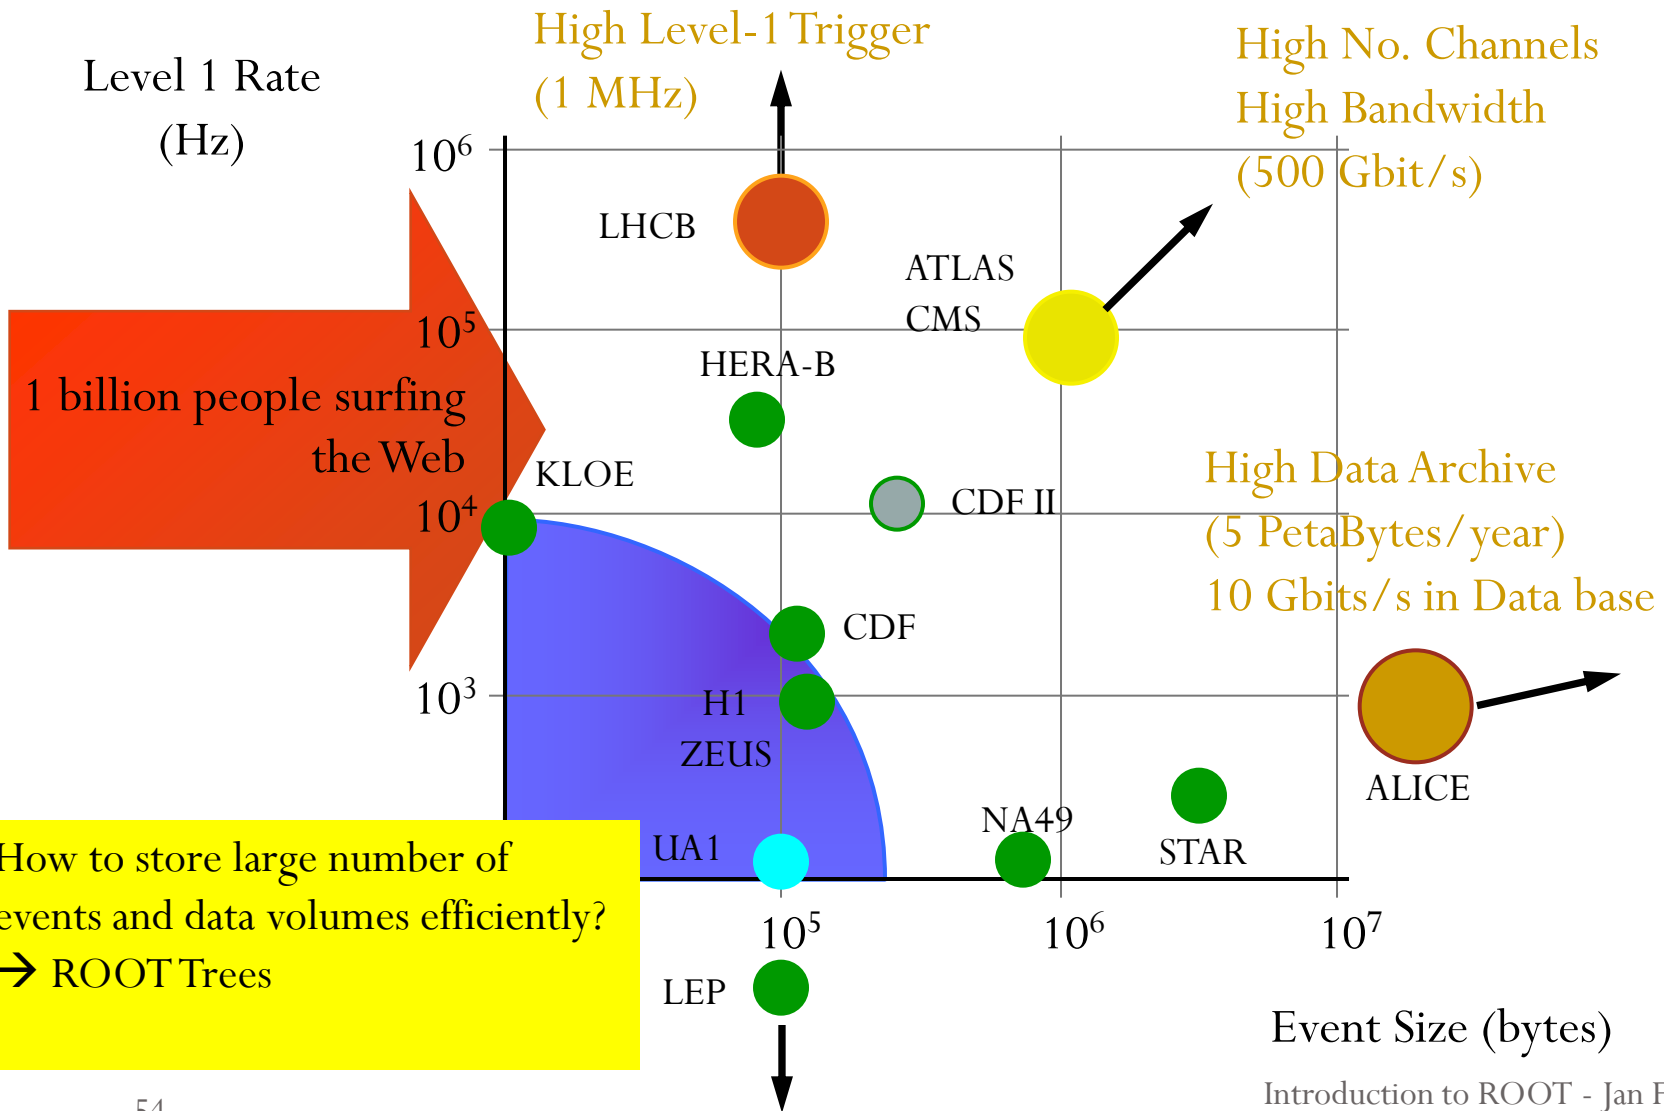 High Level-1 Trigger
(1 MHz)
High No. Channels
High Bandwidth
(500 Gbit/s)
Level 1 Rate
(Hz)
10⁶
LHCB
ATLAS
CMS
10⁵
HERA-B
1 billion people surfing
the Web
KLOE
10⁴
CDF II
High Data Archive
(5 PetaBytes/year)
10 Gbits/s in Data base
CDF
10³
H1
ZEUS
ALICE
NA49
STAR
UA1
How to store large number of
events and data volumes efficiently?
→ ROOT Trees
10⁵
10⁶
10⁷
LEP
Event Size (bytes)
Introduction to ROOT - Jan
54